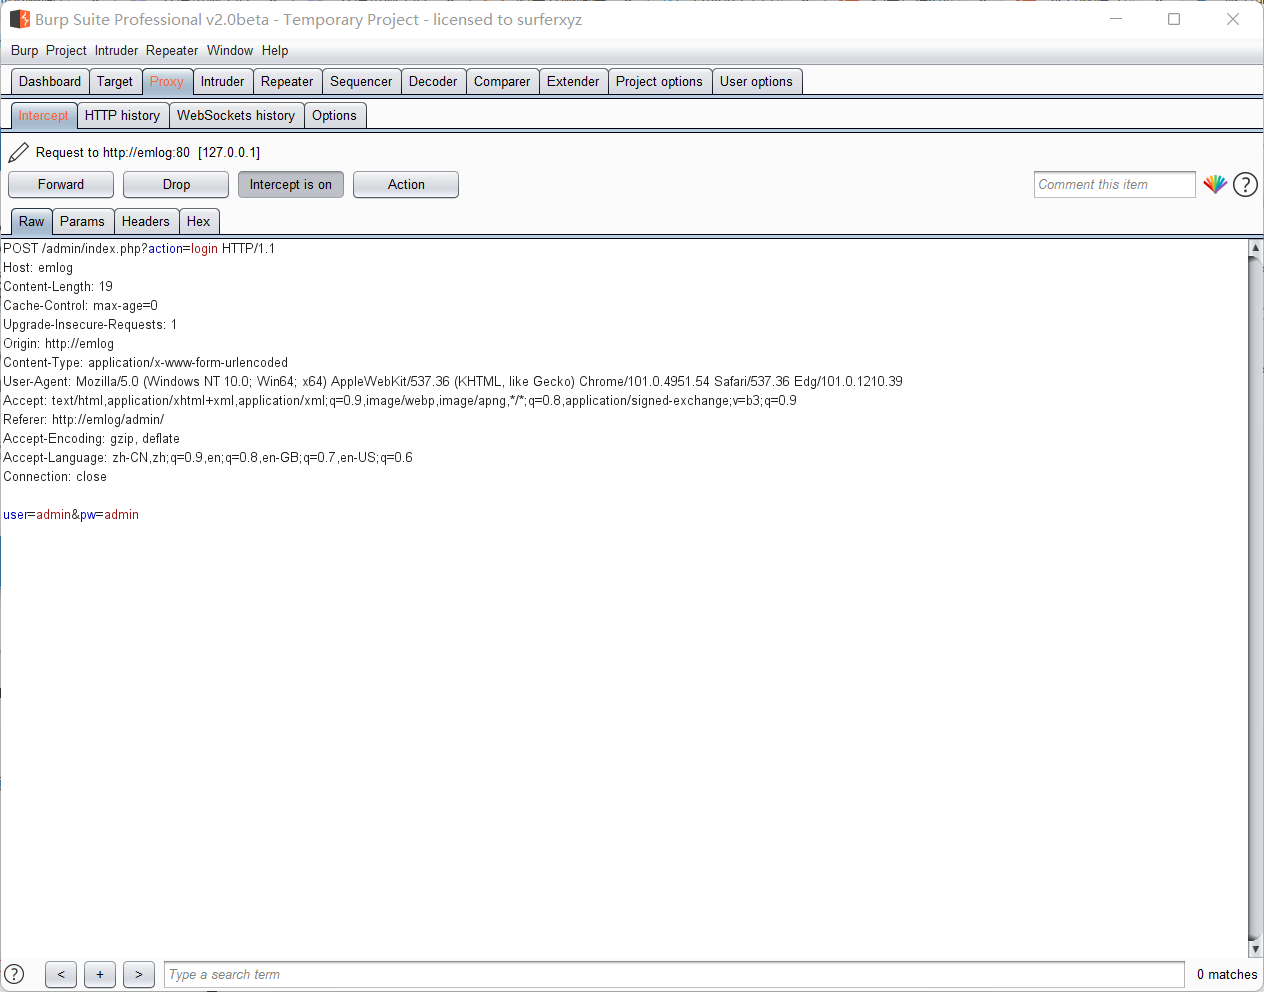 Burp Suite Professional v2.0beta - Temporary Project - licensed to surferxyz
Burp Project Intruder Repeater Window Help
Dashboard Target Proxy Intruder Repeater Sequencer Decoder Comparer Extender Project options User options
Intercept HTTP history WebSockets history Options
Request to http://emlog:80 [127.0.0.1]
Forward Drop Intercept is on Action Comment this item ?
Raw Params Headers Hex
POST /admin/index.php?action=login HTTP/1.1
Host: emlog
Content-Length: 19
Cache-Control: max-age=0
Upgrade-Insecure-Requests: 1
Origin: http://emlog
Content-Type: application/x-www-form-urlencoded
User-Agent: Mozilla/5.0 (Windows NT 10.0; Win64; x64) AppleWebKit/537.36 (KHTML, like Gecko) Chrome/101.0.4951.54 Safari/537.36 Edg/101.0.1210.39
Accept: text/html,application/xhtml+xml,application/xml;q=0.9,image/webp,image/apng,*/*;q=0.8,application/signed-exchange;v=b3;q=0.9
Referer: http://emlog/admin/
Accept-Encoding: gzip, deflate
Accept-Language: zh-CN,zh;q=0.9,en;q=0.8,en-GB;q=0.7,en-US;q=0.6
Connection: close
user=admin&pw=admin
? < + > Type a search term 0 matches